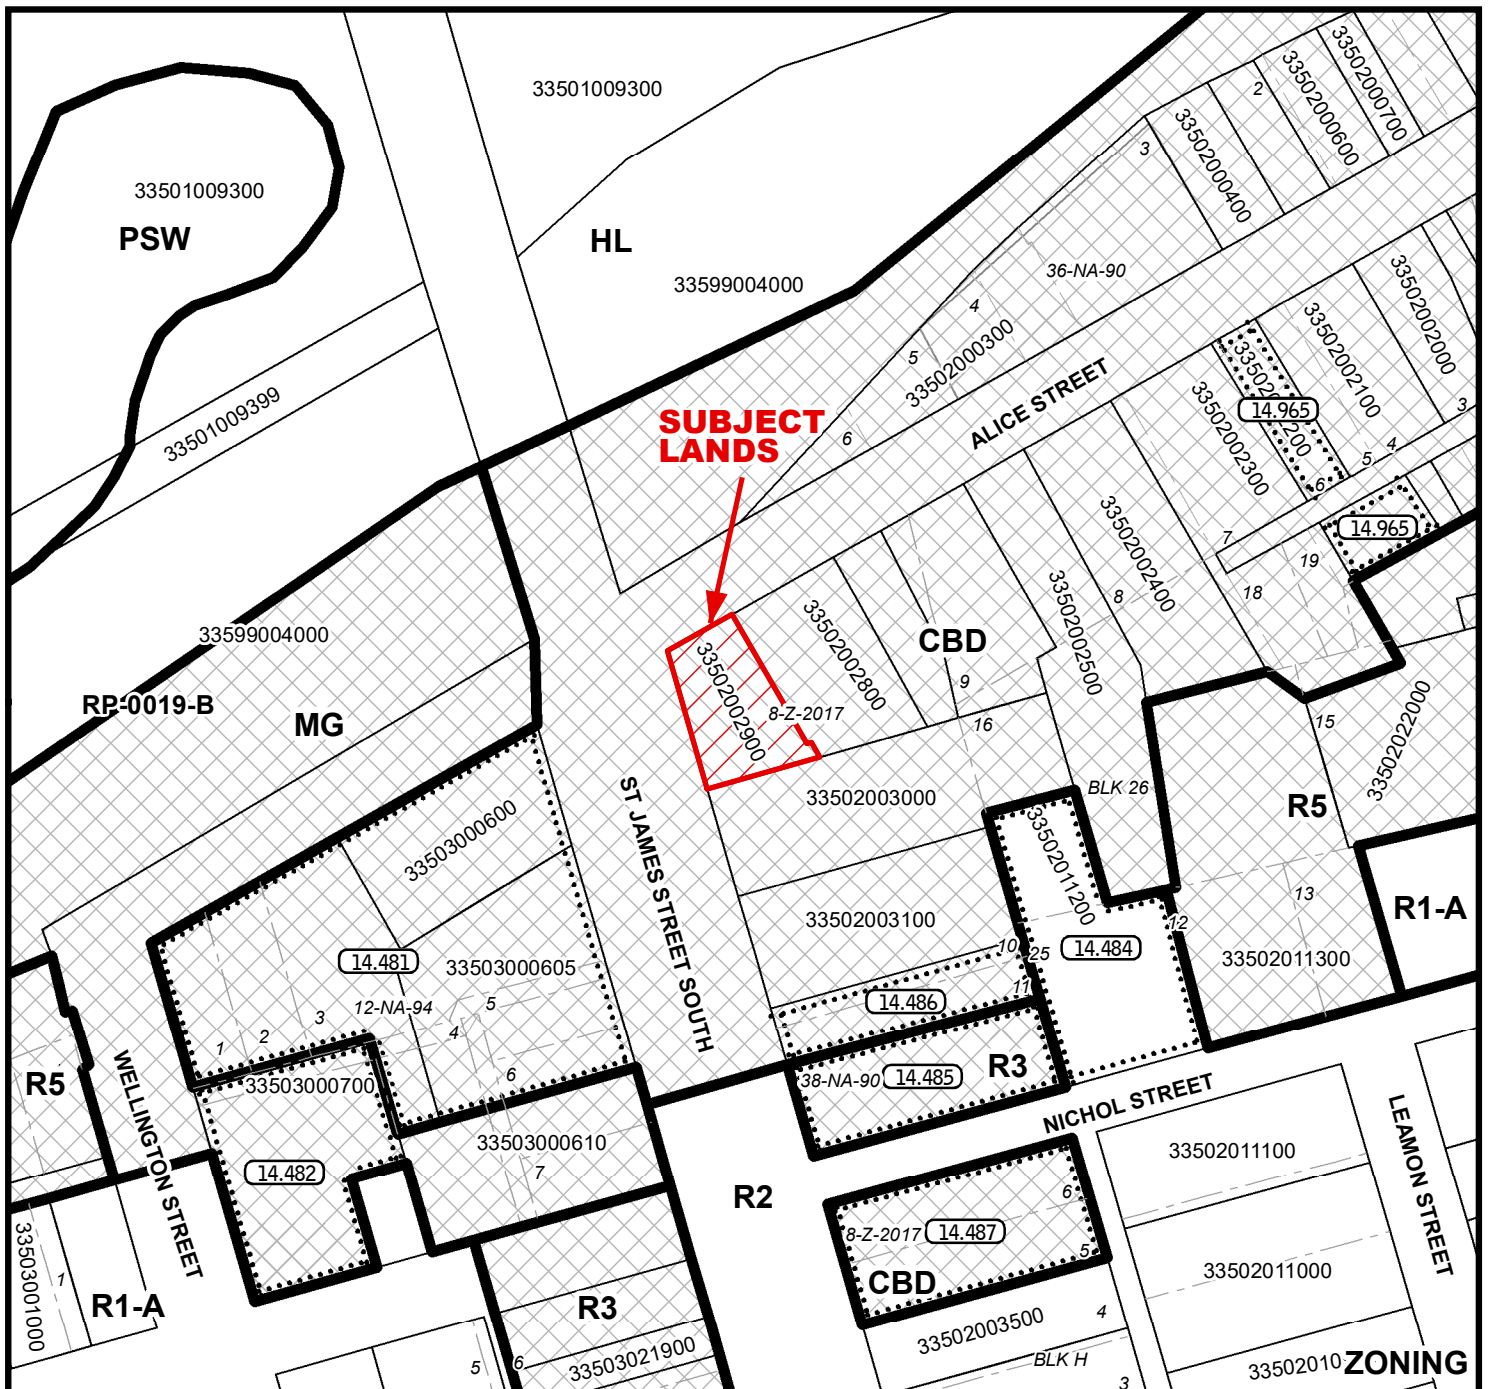 33501009300
33501009300
PSW
HL
33599004000
33501009399
2
3
33502000400
33502000600
33502000700
36-NA-90
4
5
33502000300
6
ALICE STREET
33502002000
33502002100
14.965
33502002300
3
4
5
6
7
14.965
SUBJECT
LANDS
33599004000
RP-0019-B
MG
33502002900
8-Z-2017
33502002800
CBD
9
16
33502002500
8
33502002400
18
19
15
33502022000
R5
BLK 26
33502003000
33502011200
33502003100
10
25
11
12
13
R1-A
33502011300
14.484
14.486
ST JAMES STREET SOUTH
33503000600
14.481
33503000605
12-NA-94
1
2
3
4
5
6
33503000700
R5
WELLINGTON STREET
14.482
33503000610
7
38-NA-90
14.485
R3
NICHOL STREET
LEAMON STREET
33502011100
R2
8-Z-2017
14.487
6
5
CBD
33502011000
33503001000
1
R1-A
R3
33503021900
5
6
33502003500
4
BLK H
3
33502010
ZONING